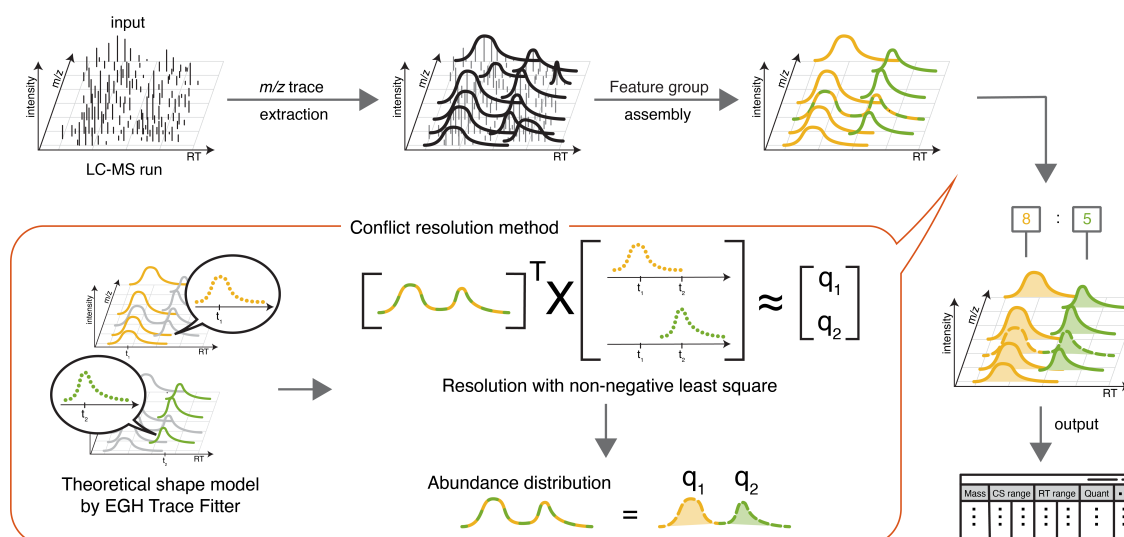 input
intensity
m/z
RT
LC-MS run
m/z trace
extraction
intensity
m/z
RT
Feature group
assembly
intensity
m/z
RT
8 : 5
Conflict resolution method
intensity
m/z
t1
RT
t1
t2
t2
RT
Theoretical shape model
by EGH Trace Fitter
T
X
t1 t2
t1 t2
≈
q1
q2
Resolution with non-negative least square
Abundance distribution
=
q1 q2
intensity
m/z
RT
output
Mass CS range RT range Quant